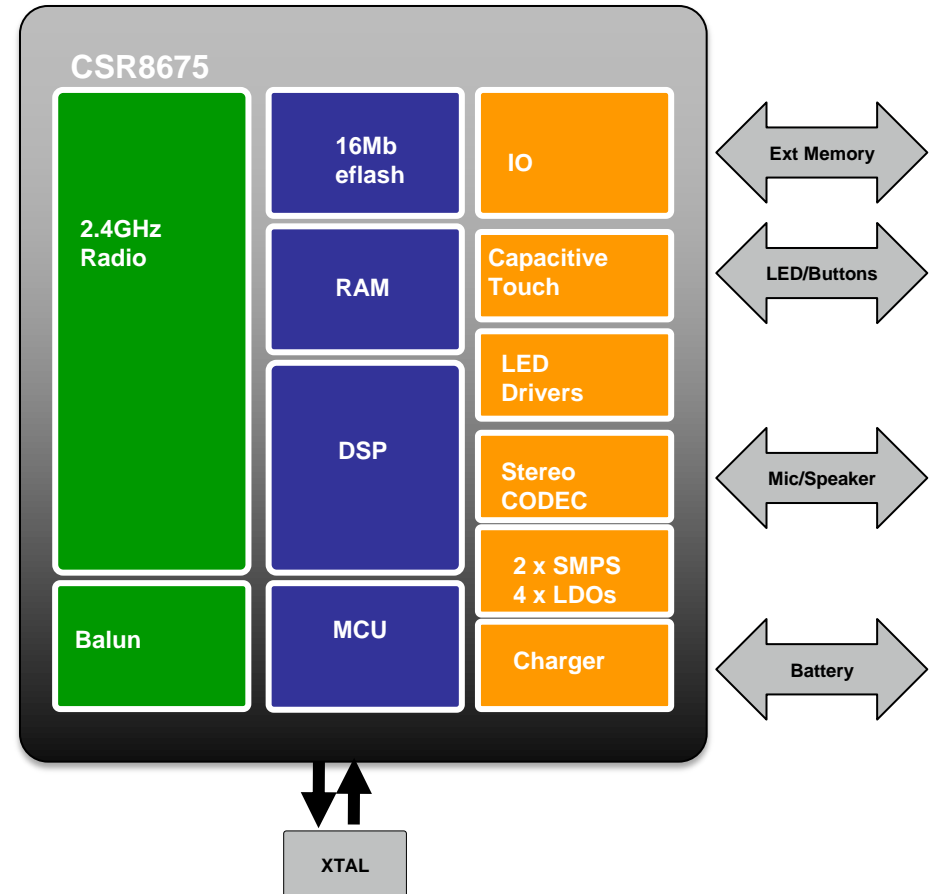 CSR8675
2.4GHz
Radio
Balun
16Mb
eflash
RAM
DSP
MCU
IO
Capacitive
Touch
LED
Drivers
Stereo
CODEC
2 x SMPS
4 x LDOs
Charger
Ext Memory
LED/Buttons
Mic/Speaker
Battery
XTAL